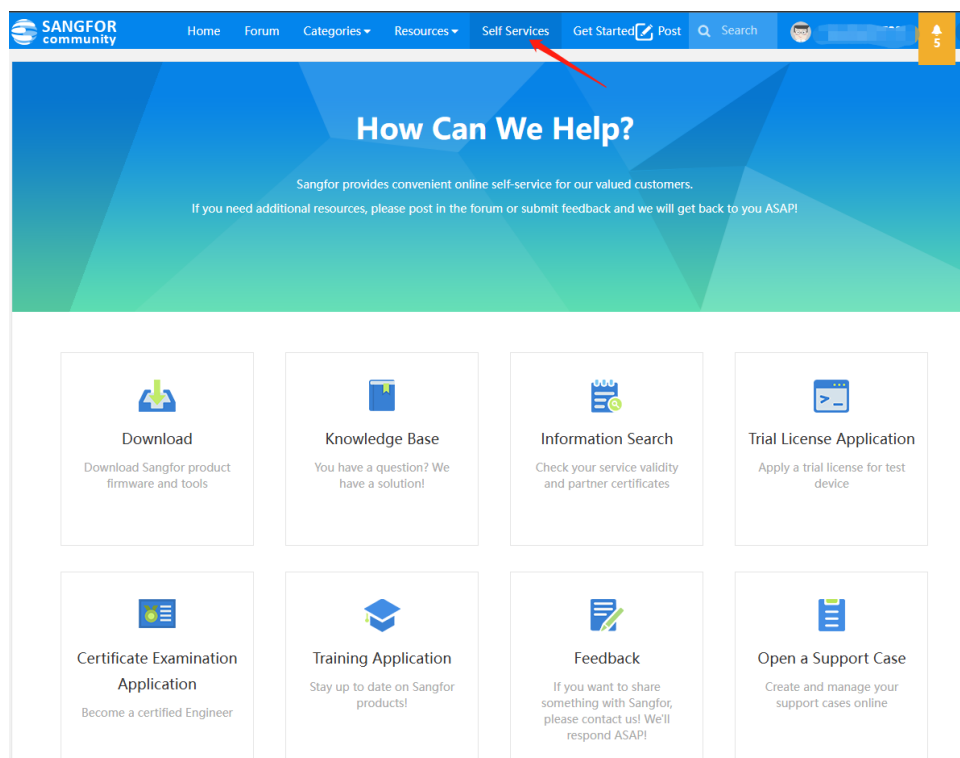 SANGFOR
community
Home Forum Categories Resources Self Services Get Started Post Search
5
How Can We Help?
Sangfor provides convenient online self-service for our valued customers.
If you need additional resources, please post in the forum or submit feedback and we will get back to you ASAP!
Download
Download Sangfor product
firmware and tools
Knowledge Base
You have a question? We
have a solution!
Information Search
Check your service validity
and partner certificates
Trial License Application
Apply a trial license for test
device
Certificate Examination
Application
Become a certified Engineer
Training Application
Stay up to date on Sangfor
products!
Feedback
If you want to share
something with Sangfor,
please contact us! We'll
respond ASAP!
Open a Support Case
Create and manage your
support cases online